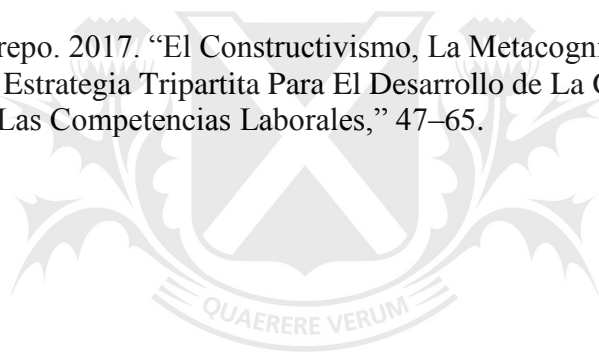 repo. 2017. “El Constructivismo, La Metacogni
Estrategia Tripartita Para El Desarrollo de La
Las Competencias Laborales,” 47–65.
QUAERERE VERUM